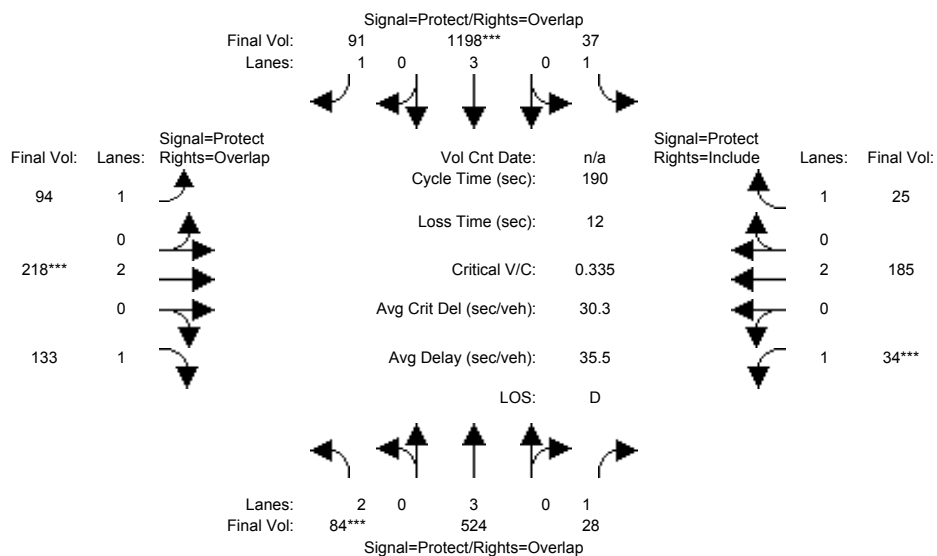 Signal=Protect/Rights=Overlap
Final Vol: 91 1198*** 37
Lanes: 1 0 3 0 1
Signal=Protect Signal=Protect
Final Vol: Lanes: Rights=Overlap Vol Cnt Date: n/a Rights=Include Lanes: Final Vol:
Cycle Time (sec): 190
94 1 1 25
Loss Time (sec): 12
0 0
218*** 2 Critical V/C: 0.335 2 185
0 Avg Crit Del (sec/veh): 30.3 0
133 1 Avg Delay (sec/veh): 35.5 1 34***
LOS: D
Lanes: 2 0 3 0 1
Final Vol: 84*** 524 28
Signal=Protect/Rights=Overlap